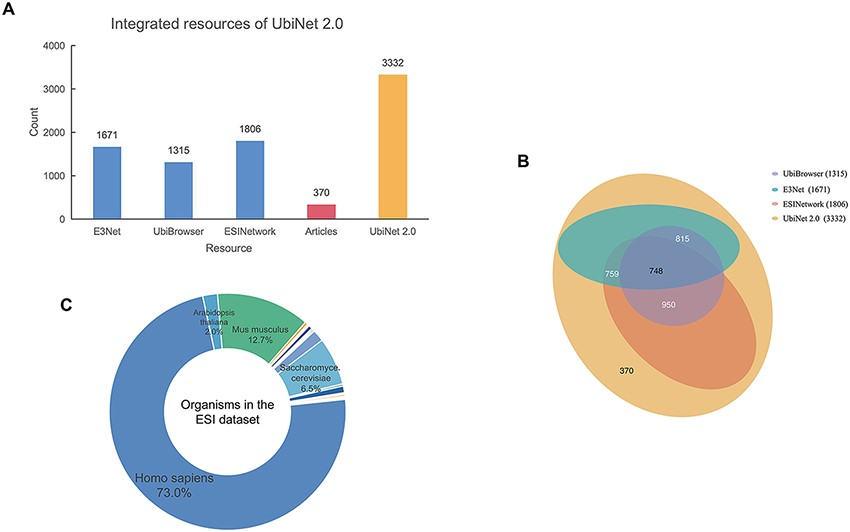 A
Integrated resources of UbiNet 2.0
4000
3000
2000
1000
0
Count
1671
1315
1806
370
3332
E3Net
UbiBrowser
ESINetwork
Articles
UbiNet 2.0
Resource
B
UbiBrowser (1315)
E3Net (1671)
ESINetwork (1806)
UbiNet 2.0 (3332)
815
759
748
950
370
C
Arabidopsis
thaliana
2.0%
Mus musculus
12.7%
Saccharomyce.
cerevisiae
6.5%
Organisms in the
ESI dataset
Homo sapiens
73.0%